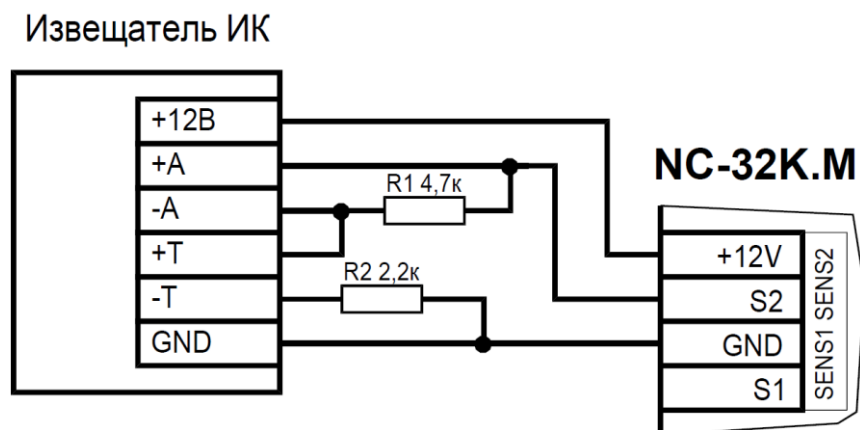 Извещатель ИК
+12В
+А
-А
+Т
-Т
GND
R1 4,7к
R2 2,2к
NC-32K.M
+12V
S2
GND
S1
SENS1 SENS2